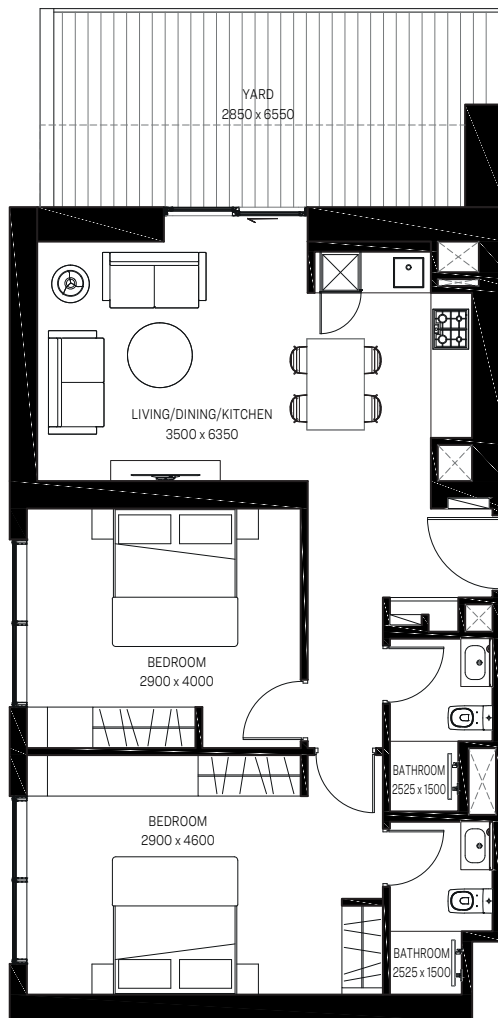 YARD
2850 x 6550
LIVING/DINING/KITCHEN
3500 x 6350
BEDROOM
2900 x 4000
BATHROOM
2525 x 1500
BEDROOM
2900 x 4600
BATHROOM
2525 x 1500